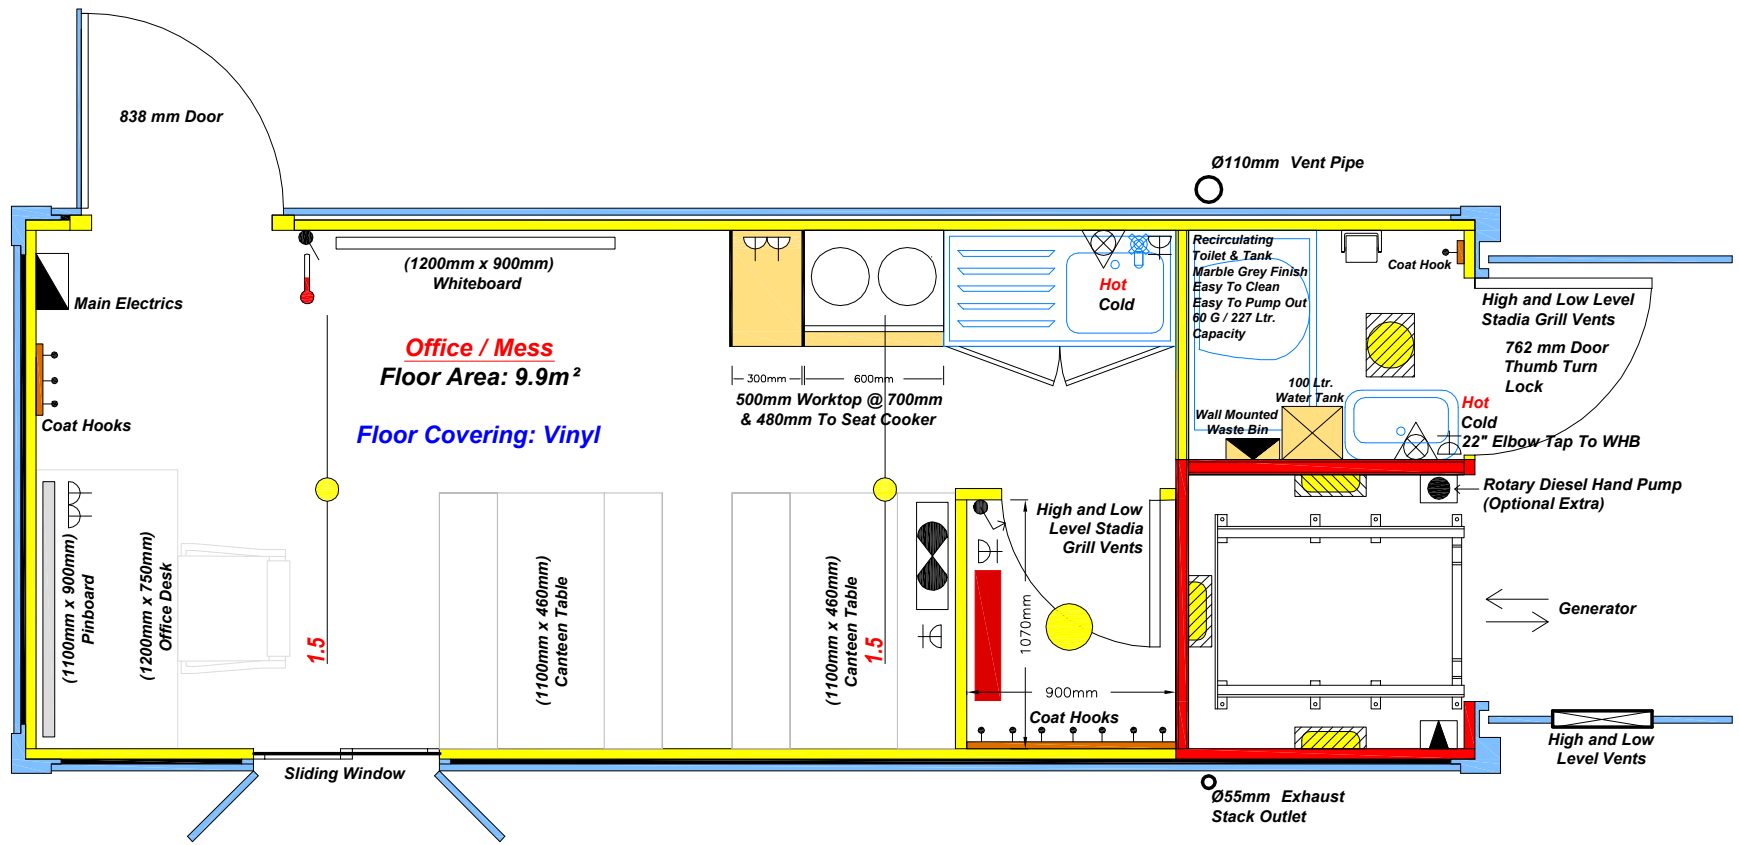 838 mm Door
Ø110mm Vent Pipe
(1200mm x 900mm)
Whiteboard
Main Electrics
Office / Mess
Floor Area: 9.9m²
Floor Covering: Vinyl
Coat Hooks
300mm
600mm
500mm Worktop @ 700mm
& 480mm To Seat Cooker
Hot
Cold
Recirculating
Toilet & Tank
Marble Grey Finish
Easy To Clean
Easy To Pump Out
60 G / 227 Ltr.
Capacity
Coat Hook
High and Low Level
Stadia Grill Vents
762 mm Door
Thumb Turn
Lock
100 Ltr.
Water Tank
Wall Mounted
Waste Bin
Hot
Cold
22" Elbow Tap To WHB
Rotary Diesel Hand Pump
(Optional Extra)
High and Low
Level Stadia
Grill Vents
(1100mm x 900mm)
Pinboard
(1200mm x 750mm)
Office Desk
1.5
(1100mm x 460mm)
Canteen Table
(1100mm x 460mm)
Canteen Table
1.5
1070mm
900mm
Coat Hooks
Generator
Sliding Window
High and Low
Level Vents
Ø55mm Exhaust
Stack Outlet